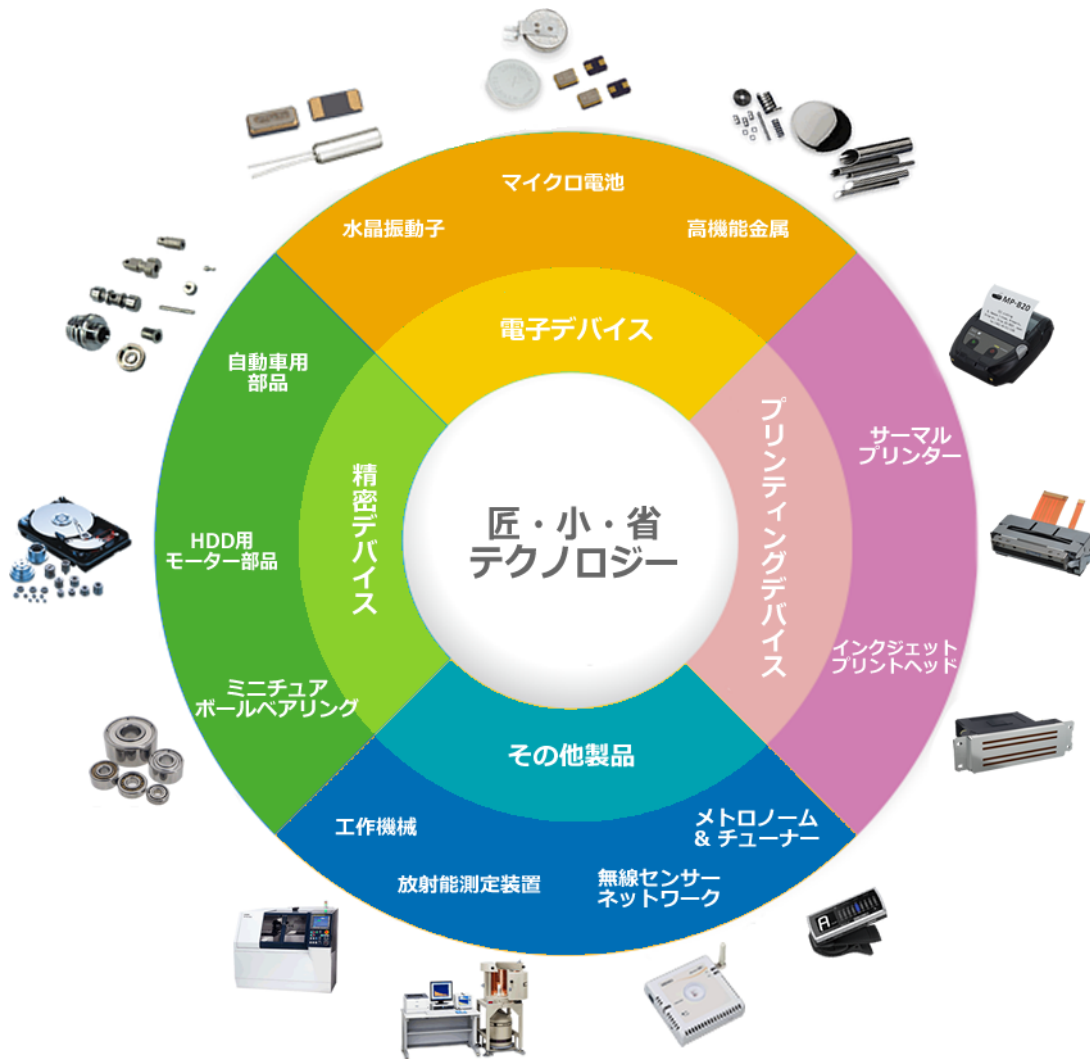 マイクロ電池
水晶振動子
高機能金属
電子デバイス
自動車用
部品
HDD用
モーター部品
ミニチュア
ボールベアリング
精密デバイス
匠・小・省
テクノロジー
プリンティングデバイス
サーマル
プリンター
インクジェット
プリントヘッド
MP-B20
その他製品
工作機械
放射能測定装置
無線センサー
ネットワーク
メトロノーム
& チューナー
A